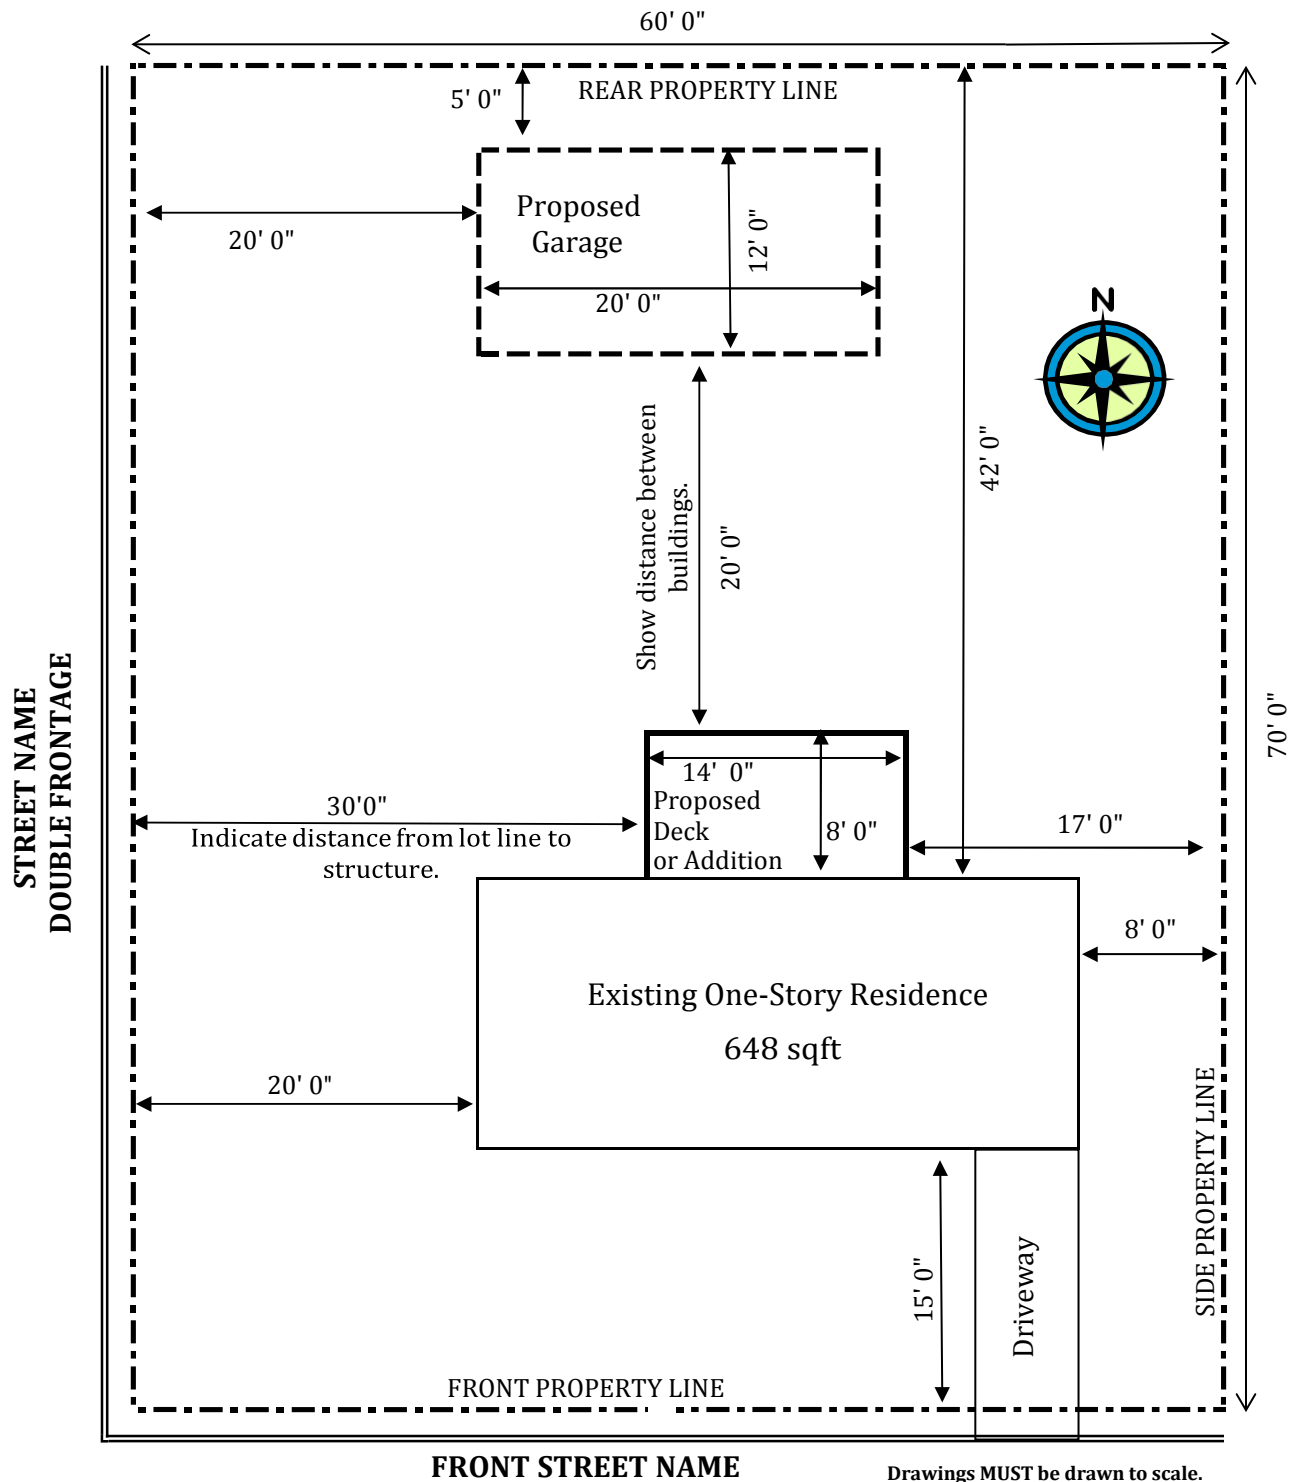 60' 0"
REAR PROPERTY LINE
5' 0"
Proposed
Garage
20' 0"
12' 0"
20' 0"
N
Show distance between
buildings.
20' 0"
42' 0"
70' 0"
STREET NAME
DOUBLE FRONTAGE
14' 0"
Proposed
Deck
or Addition
8' 0"
30'0"
Indicate distance from lot line to
structure.
17' 0"
8' 0"
Existing One-Story Residence
648 sqft
20' 0"
SIDE PROPERTY LINE
15' 0"
Driveway
FRONT PROPERTY LINE
FRONT STREET NAME
Drawings MUST be drawn to scale.